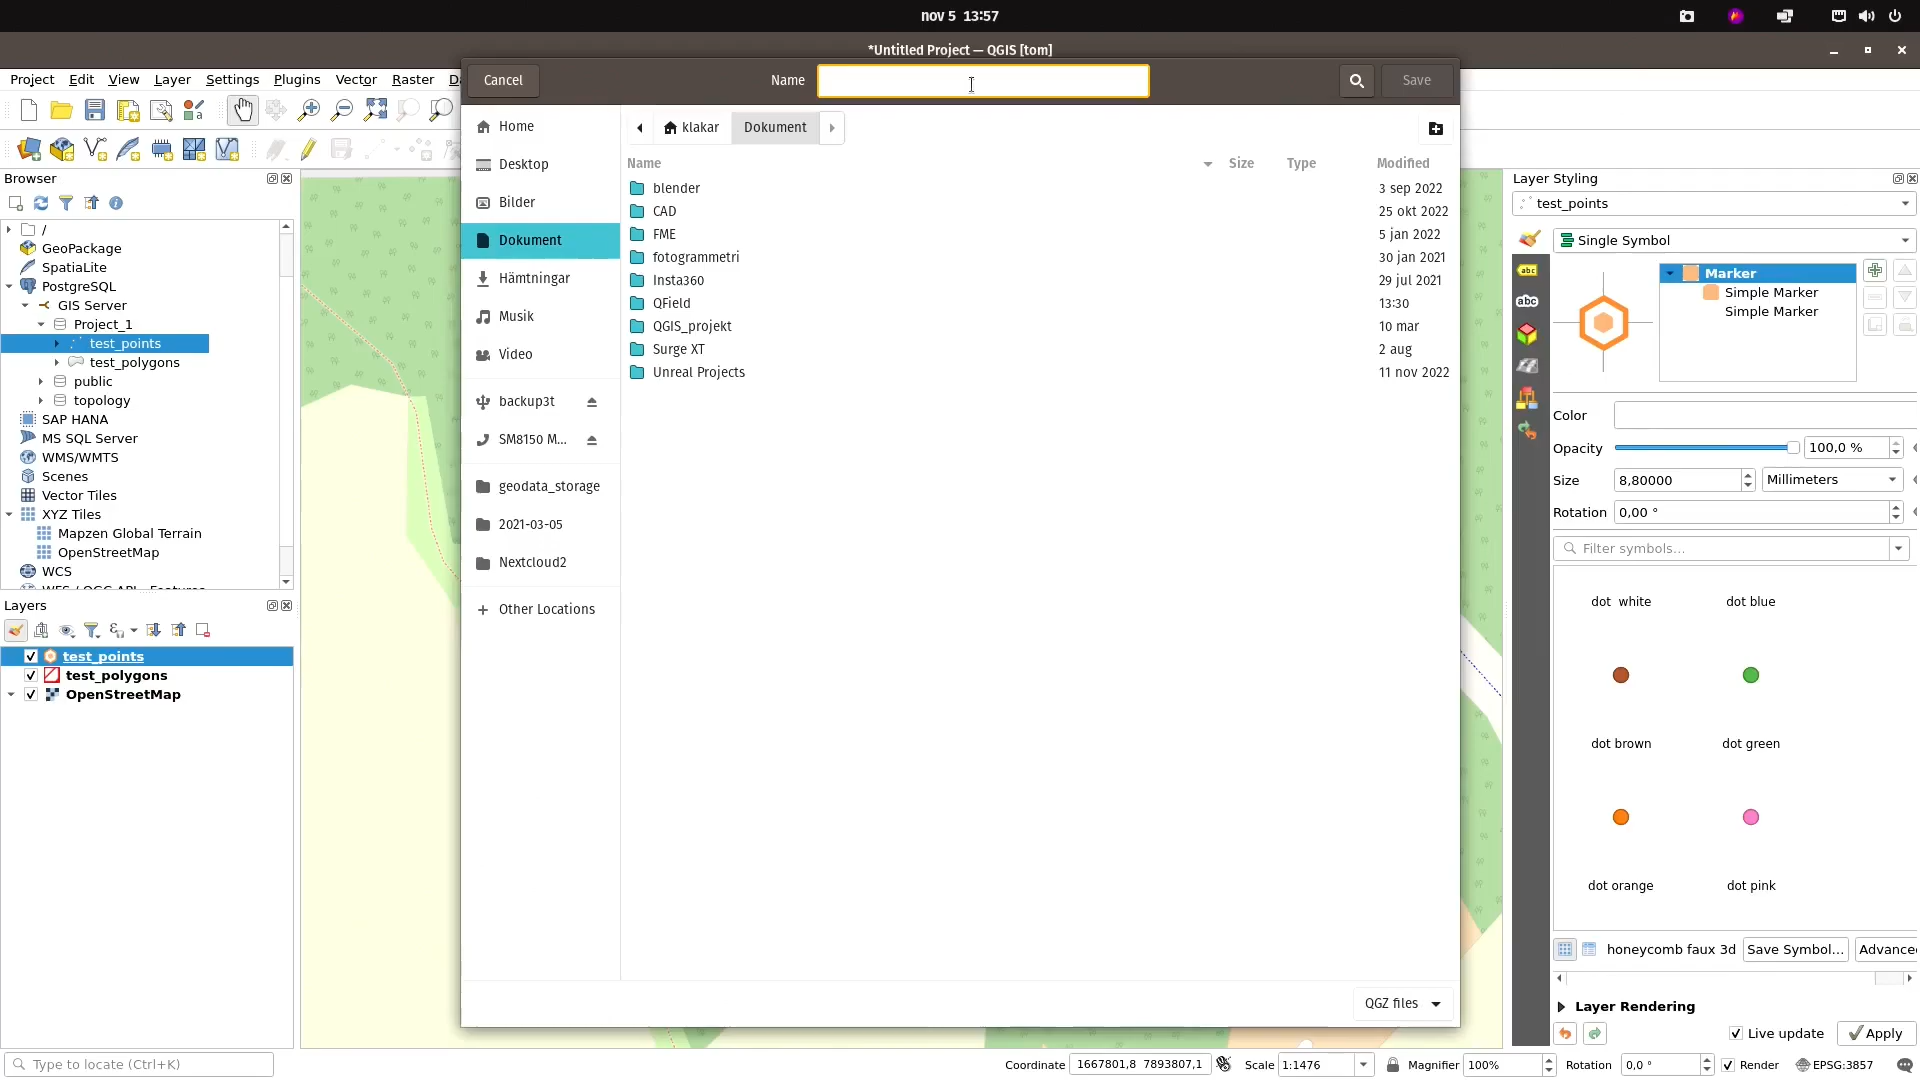 nov 5 13:57
*Untitled Project — QGIS [tom]
Project Edit View Layer Settings Plugins Vector Raster
Cancel
Name
Save
Browser
/
GeoPackage
SpatiaLite
PostgreSQL
GIS Server
Project_1
test_points
test_polygons
public
topology
SAP HANA
MS SQL Server
WMS/WMTS
Scenes
Vector Tiles
XYZ Tiles
Mapzen Global Terrain
OpenStreetMap
WCS
Layers
test_points
test_polygons
OpenStreetMap
Type to locate (Ctrl+K)
Home
Desktop
Bilder
Dokument
Hämtningar
Musik
Video
backup3t
SM8150 M...
geodata_storage
2021-03-05
Nextcloud2
Other Locations
klakar Dokument
Name Size Type Modified
blender 3 sep 2022
CAD 25 okt 2022
FME 5 jan 2022
fotogrammetri 30 jan 2021
Insta360 29 jul 2021
QField 13:30
QGIS_projekt 10 mar
Surge XT 2 aug
Unreal Projects 11 nov 2022
QGZ files
Layer Styling
test_points
Single Symbol
abc
abc
Marker
Simple Marker
Simple Marker
Color
Opacity 100,0 %
Size 8,80000 Millimeters
Rotation 0,00 °
Filter symbols...
dot white dot blue
dot brown dot green
dot orange dot pink
honeycomb faux 3d Save Symbol... Advanced
Layer Rendering
Live update Apply
Coordinate 1667801,8 7893807,1 Scale 1:1476 Magnifier 100% Rotation 0,0 ° Render EPSG:3857